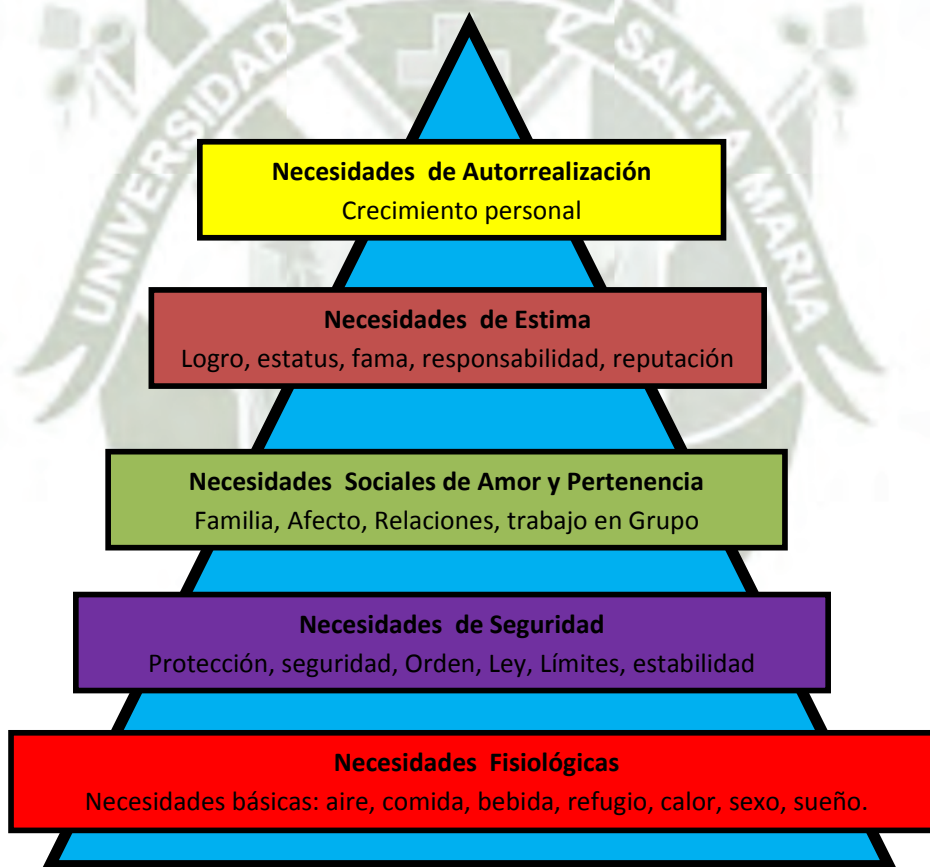 UNIVERSIDAD SANTA MARIA
Necesidades de Autorrealización
Crecimiento personal
Necesidades de Estima
Logro, estatus, fama, responsabilidad, reputación
Necesidades Sociales de Amor y Pertenencia
Familia, Afecto, Relaciones, trabajo en Grupo
Necesidades de Seguridad
Protección, seguridad, Orden, Ley, Límites, estabilidad
Necesidades Fisiológicas
Necesidades básicas: aire, comida, bebida, refugio, calor, sexo, sueño.